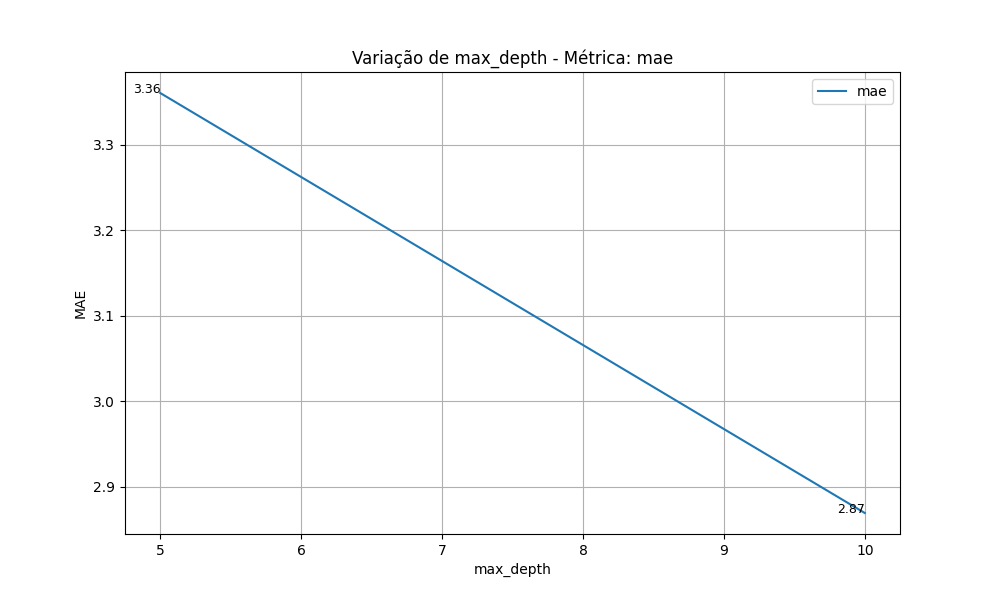 Variação de max_depth - Métrica: mae
3.36
mae
3.3
3.2
3.1
3.0
2.9
2.87
MAE
5 6 7 8 9 10
max_depth